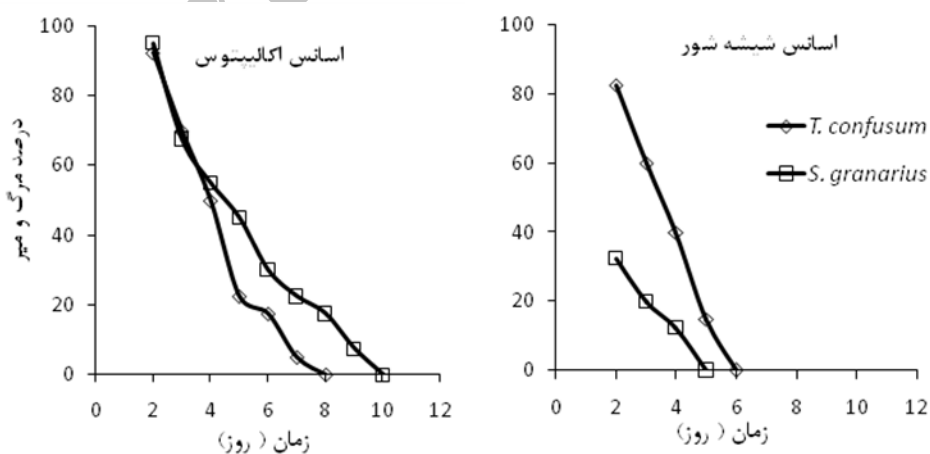 اسانس اکالیپتوس
درصد مرگ و میر
100
80
60
40
20
0
0 2 4 6 8 10 12
زمان ( روز)
اسانس شیشه شور
100
80
60
40
20
0
T. confusum
S. granarius
0 2 4 6 8 10 12
زمان ( روز)